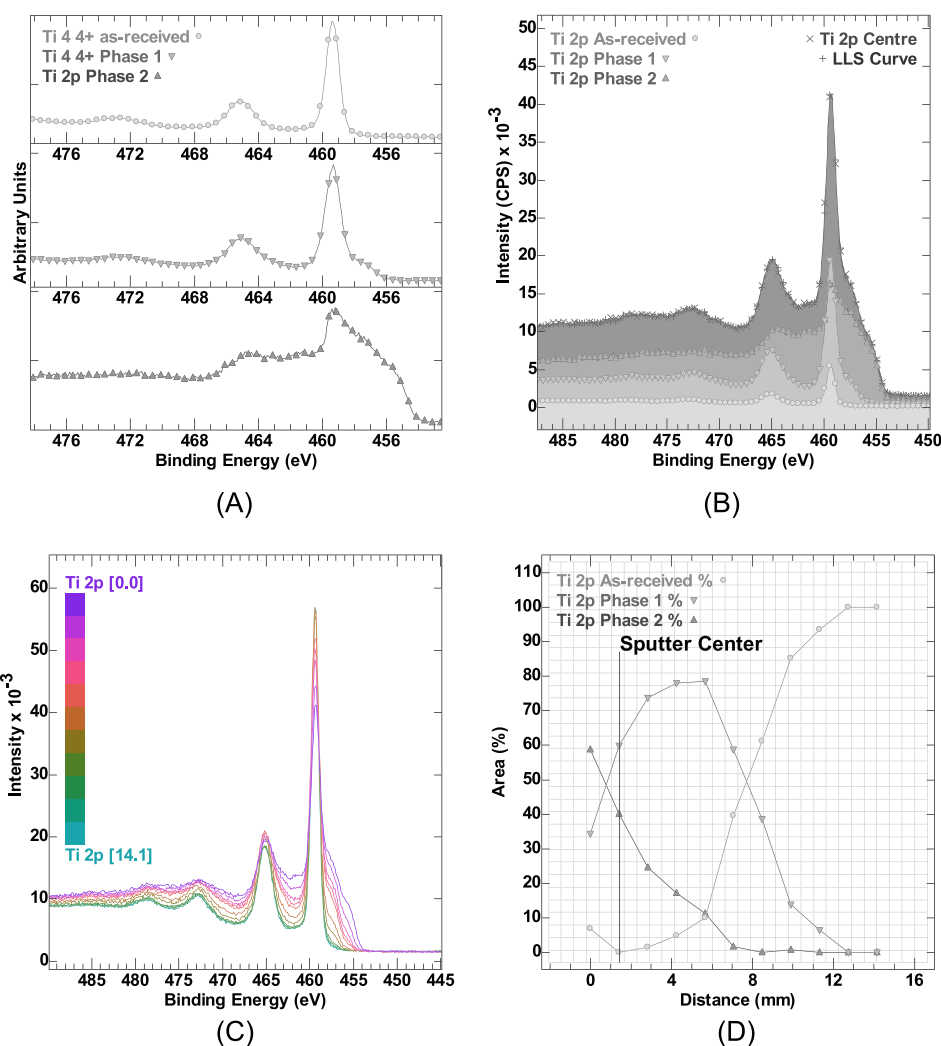 Ti 4 4+ as-received
Ti 4 4+ Phase 1
Ti 2p Phase 2
476 472 468 464 460 456
476 472 468 464 460 456
476 472 468 464 460 456
Arbitrary Units
Binding Energy (eV)
(A)
Ti 2p As-received
Ti 2p Phase 1
Ti 2p Phase 2
Ti 2p Centre
LLS Curve
50
45
40
35
30
25
20
15
10
5
0
Intensity (CPS) x 10⁻³
485 480 475 470 465 460 455 450
Binding Energy (eV)
(B)
Ti 2p [0.0]
Ti 2p [14.1]
60
50
40
30
20
10
0
Intensity x 10⁻³
485 480 475 470 465 460 455 450 445
Binding Energy (eV)
(C)
Ti 2p As-received %
Ti 2p Phase 1 %
Ti 2p Phase 2 %
Sputter Center
110
100
90
80
70
60
50
40
30
20
10
0
Area (%)
0 4 8 12 16
Distance (mm)
(D)